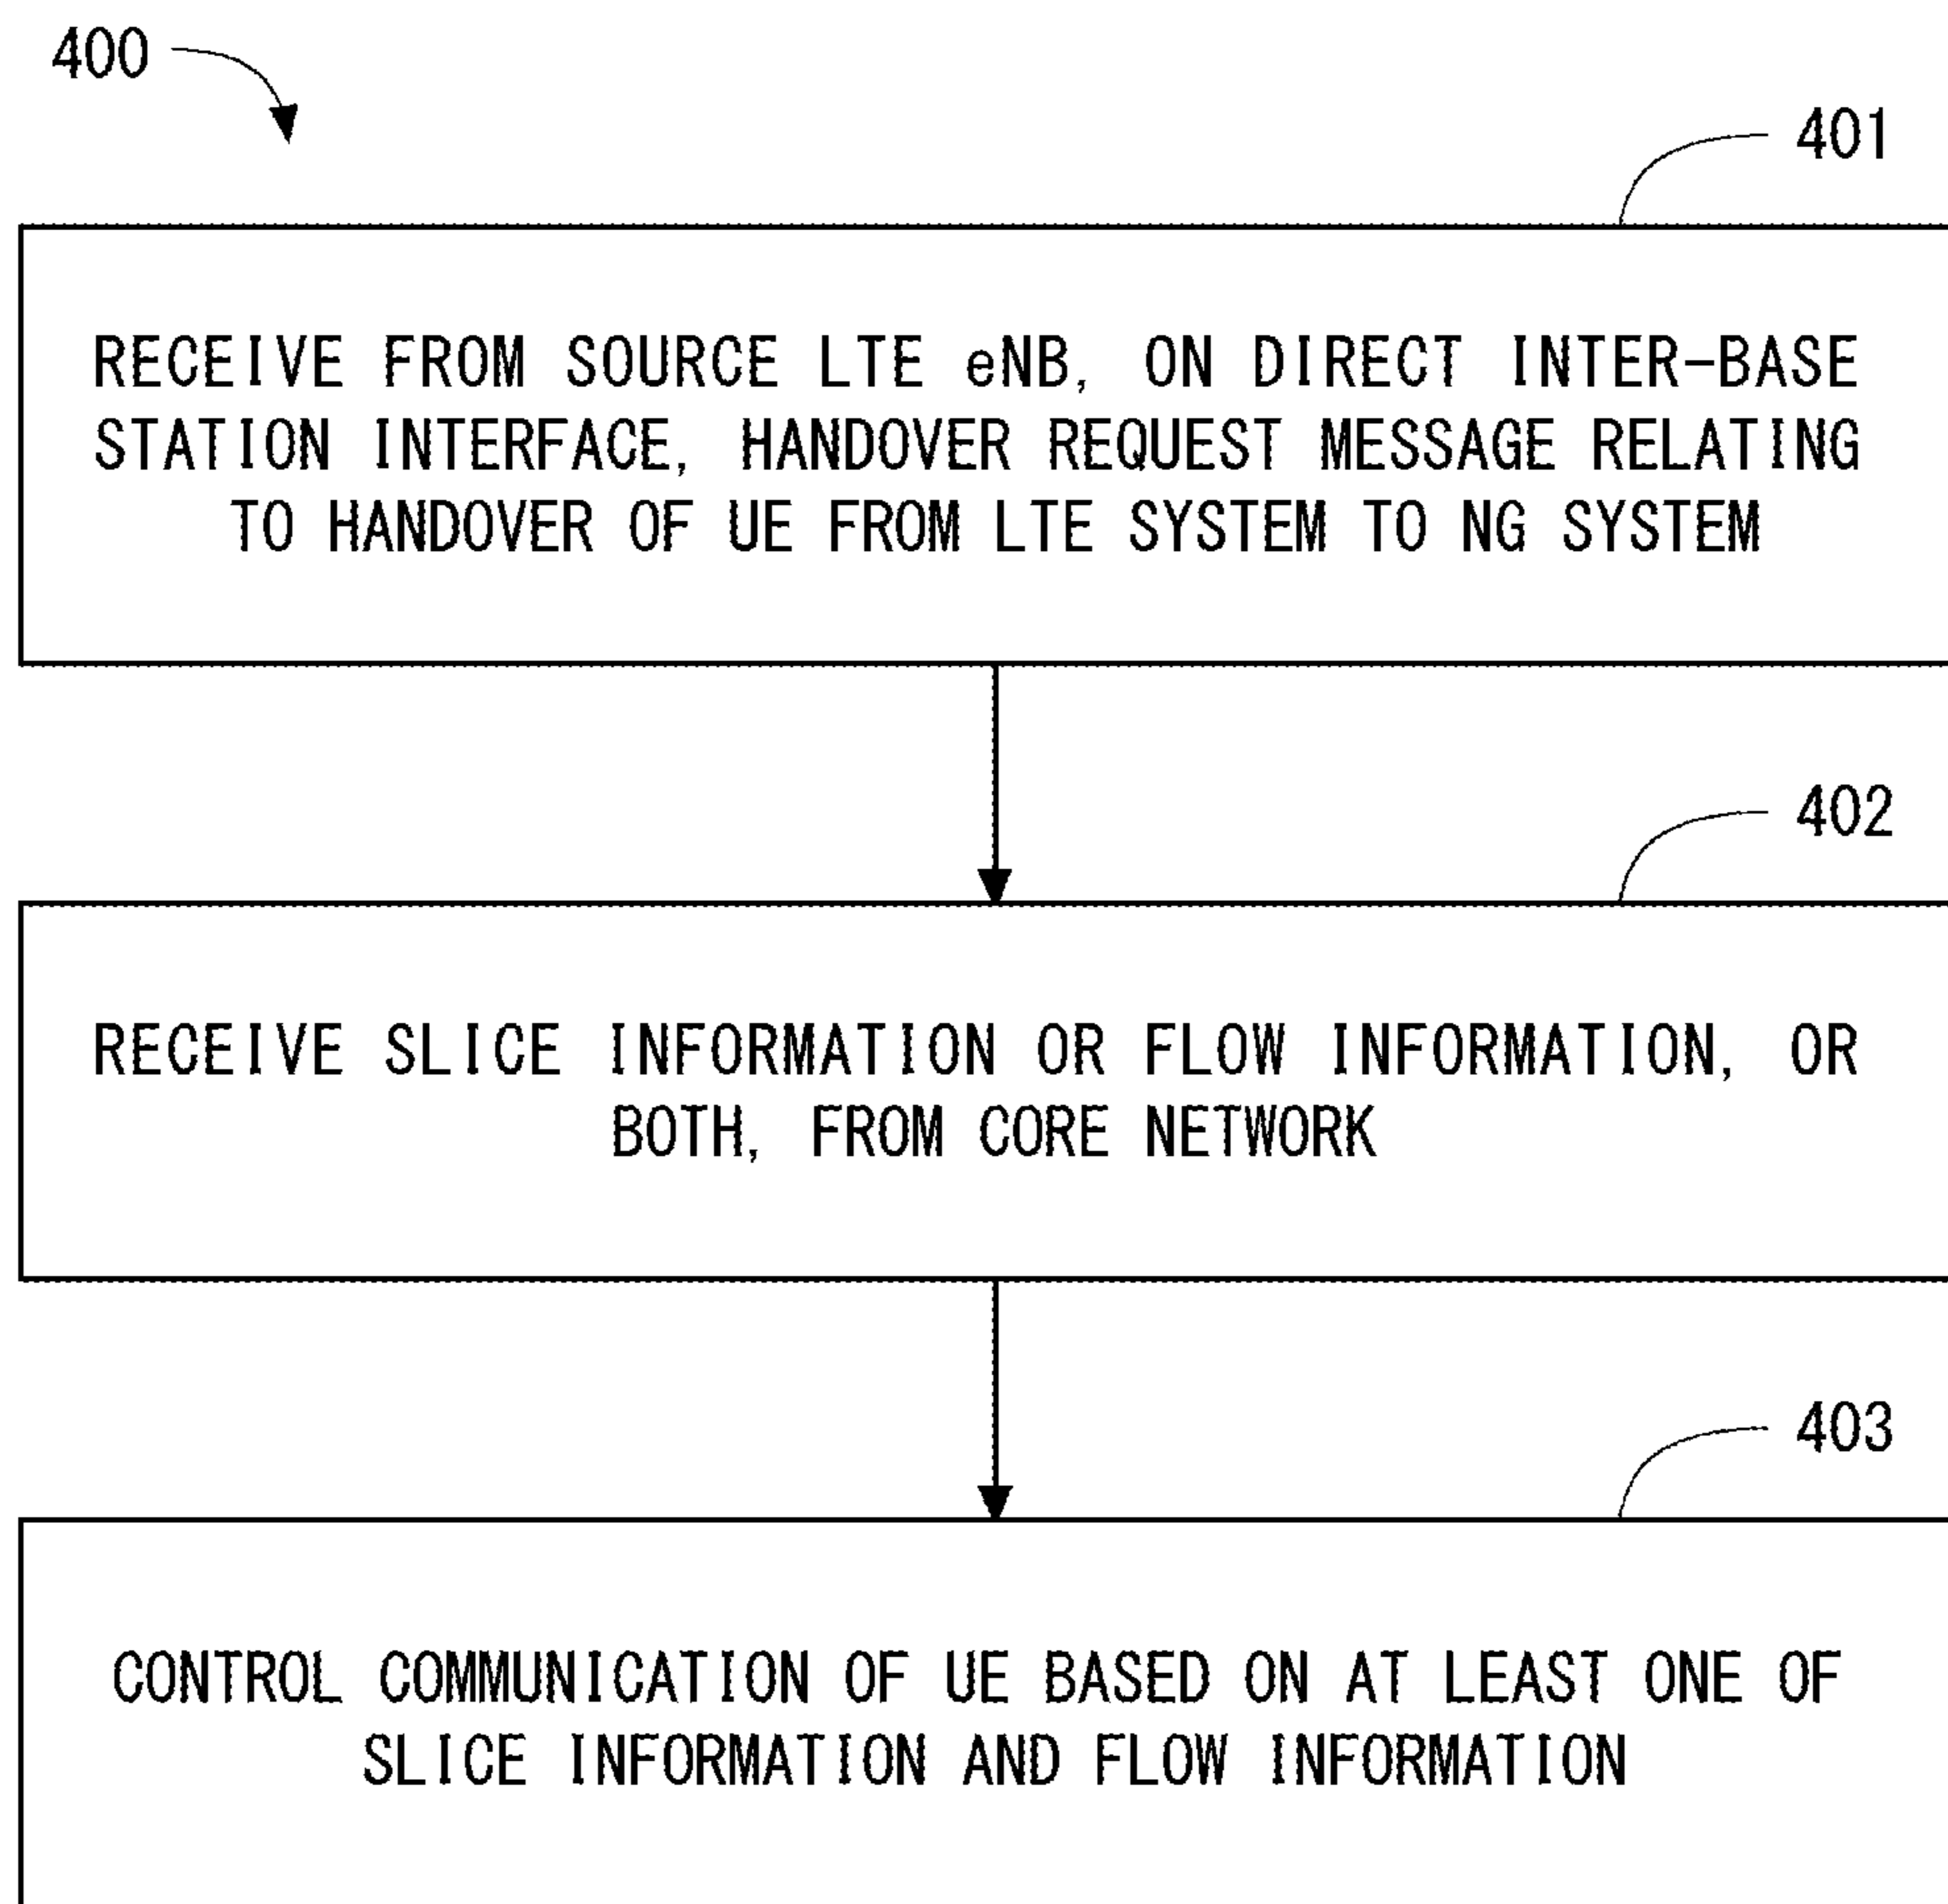 400
401
RECEIVE FROM SOURCE LTE eNB, ON DIRECT INTER-BASE
STATION INTERFACE, HANDOVER REQUEST MESSAGE RELATING
TO HANDOVER OF UE FROM LTE SYSTEM TO NG SYSTEM
402
RECEIVE SLICE INFORMATION OR FLOW INFORMATION, OR
BOTH, FROM CORE NETWORK
403
CONTROL COMMUNICATION OF UE BASED ON AT LEAST ONE OF
SLICE INFORMATION AND FLOW INFORMATION